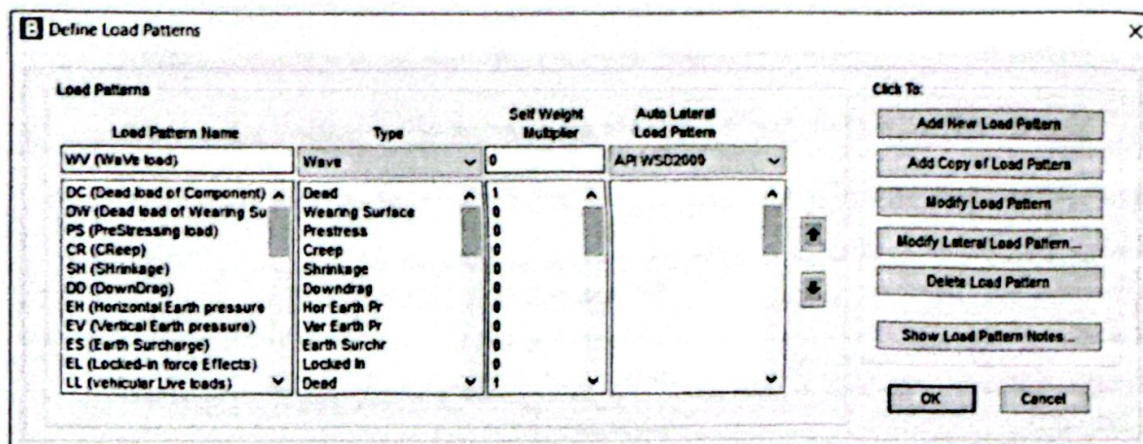 B Define Load Patterns
Load Patterns
Click To:
Load Pattern Name Type Self Weight Multiplier Auto Lateral Load Pattern
WV (WaVe load) Wave 0 API WSD2000
DC (Dead load of Component) Dead 1
DW (Dead load of Wearing Su Wearing Surface 0
PS (PreStressing load) Prestress 0
CR (CReep) Creep 0
SH (SHrinkage) Shrinkage 0
DD (DownDrag) Downdrag 0
EH (Horizontal Earth pressure Hor Earth Pr 0
EV (Vertical Earth pressure) Ver Earth Pr 0
ES (Earth Surcharge) Earth Surchr 0
EL (Locked-in force Effects) Locked In 0
LL (vehicular Live loads) Dead 1
Add New Load Pattern
Add Copy of Load Pattern
Modify Load Pattern
Modify Lateral Load Pattern...
Delete Load Pattern
Show Load Pattern Notes...
OK Cancel